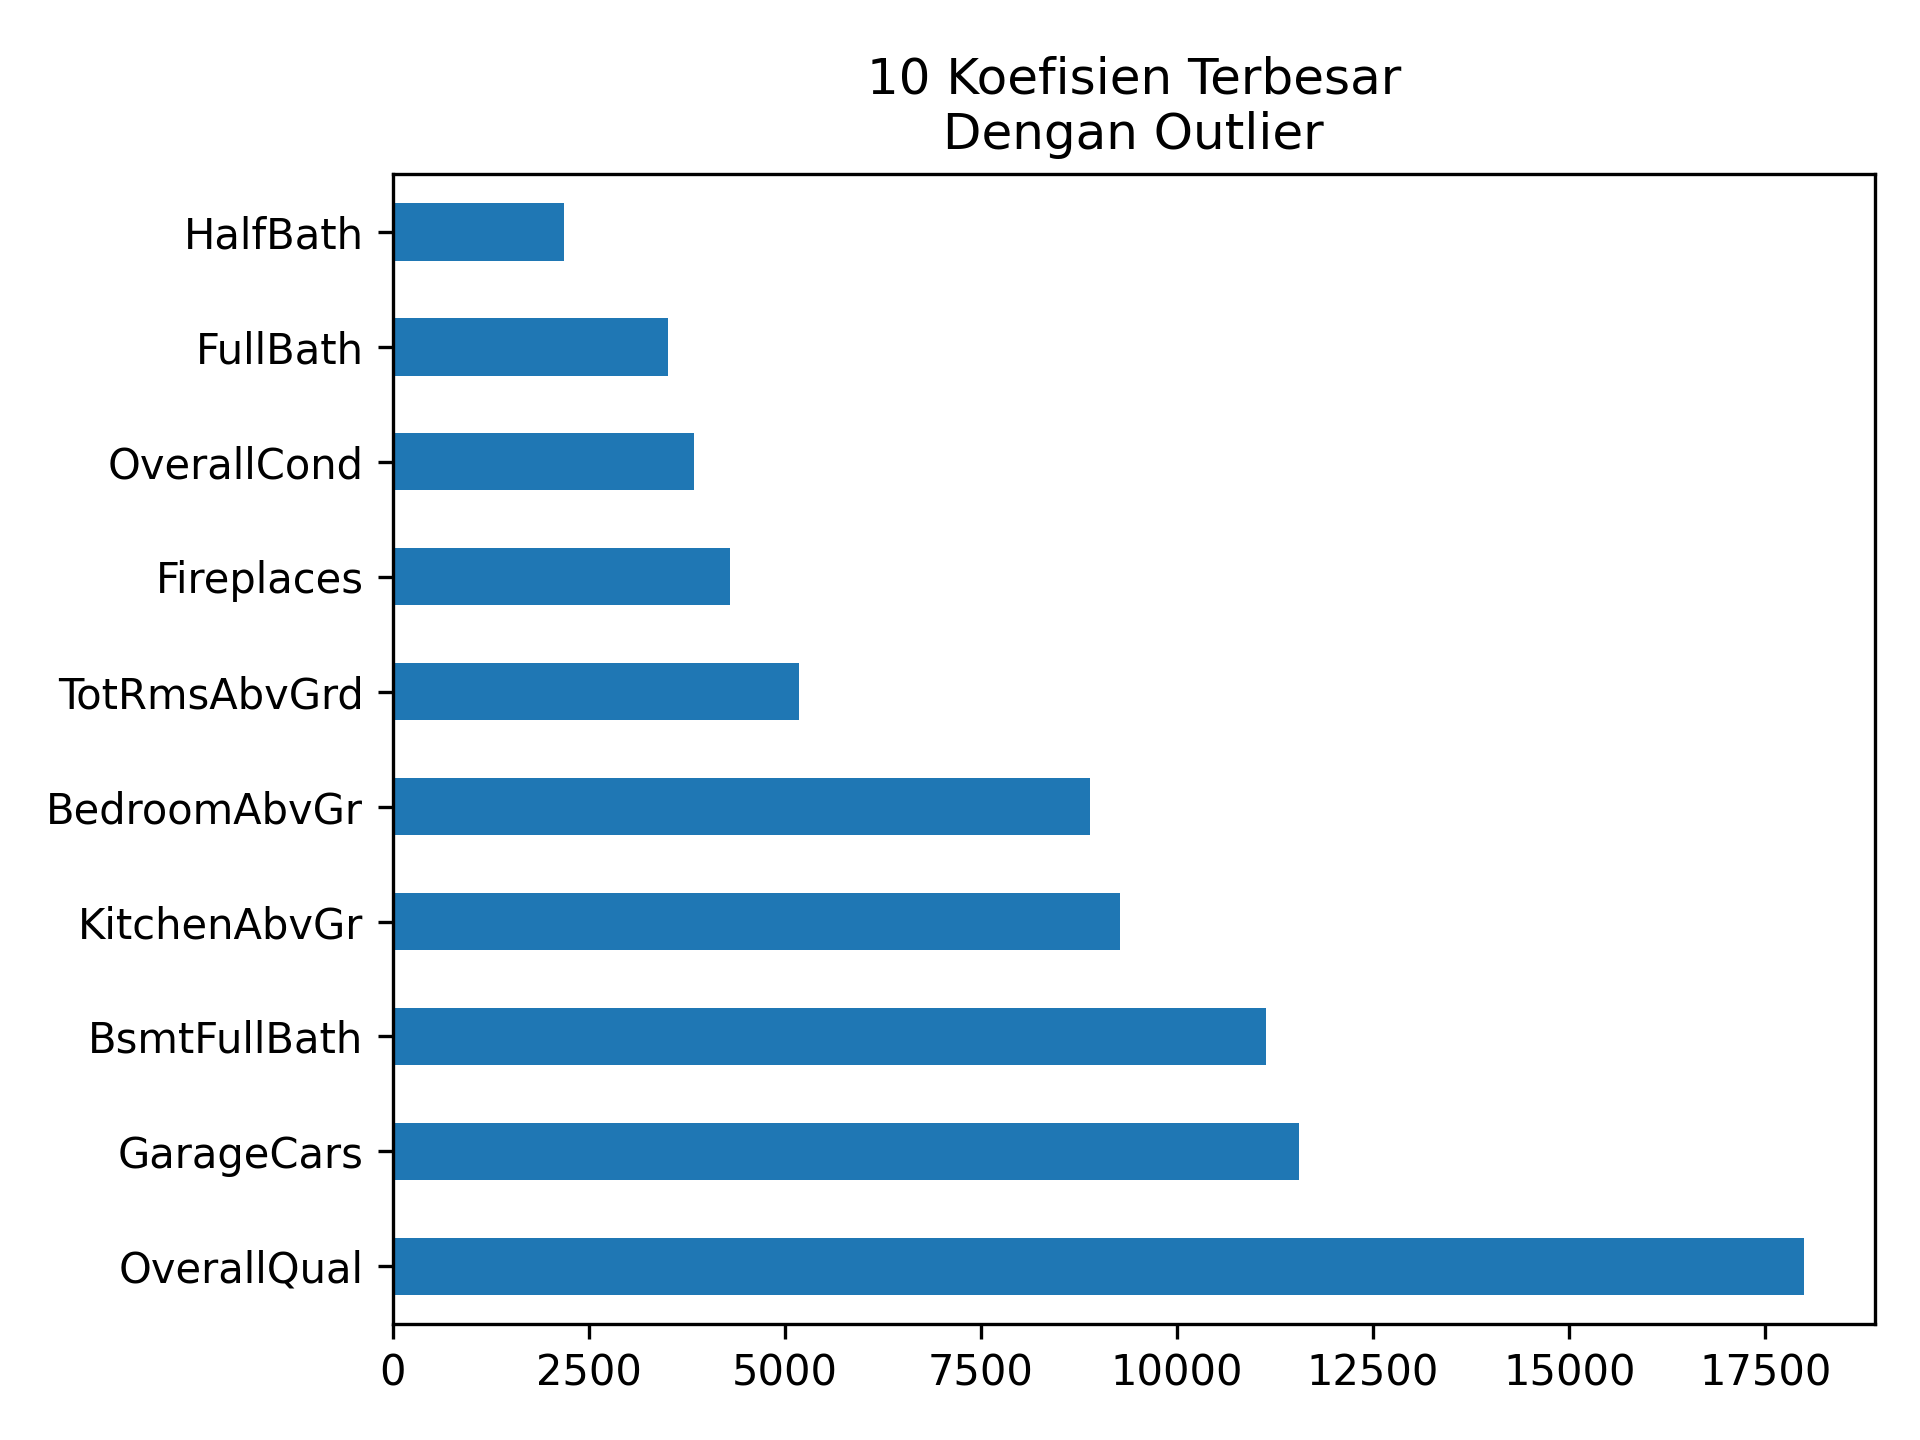 10 Koefisien Terbesar
Dengan Outlier
HalfBath
FullBath
OverallCond
Fireplaces
TotRmsAbvGrd
BedroomAbvGr
KitchenAbvGr
BsmtFullBath
GarageCars
OverallQual
0 2500 5000 7500 10000 12500 15000 17500